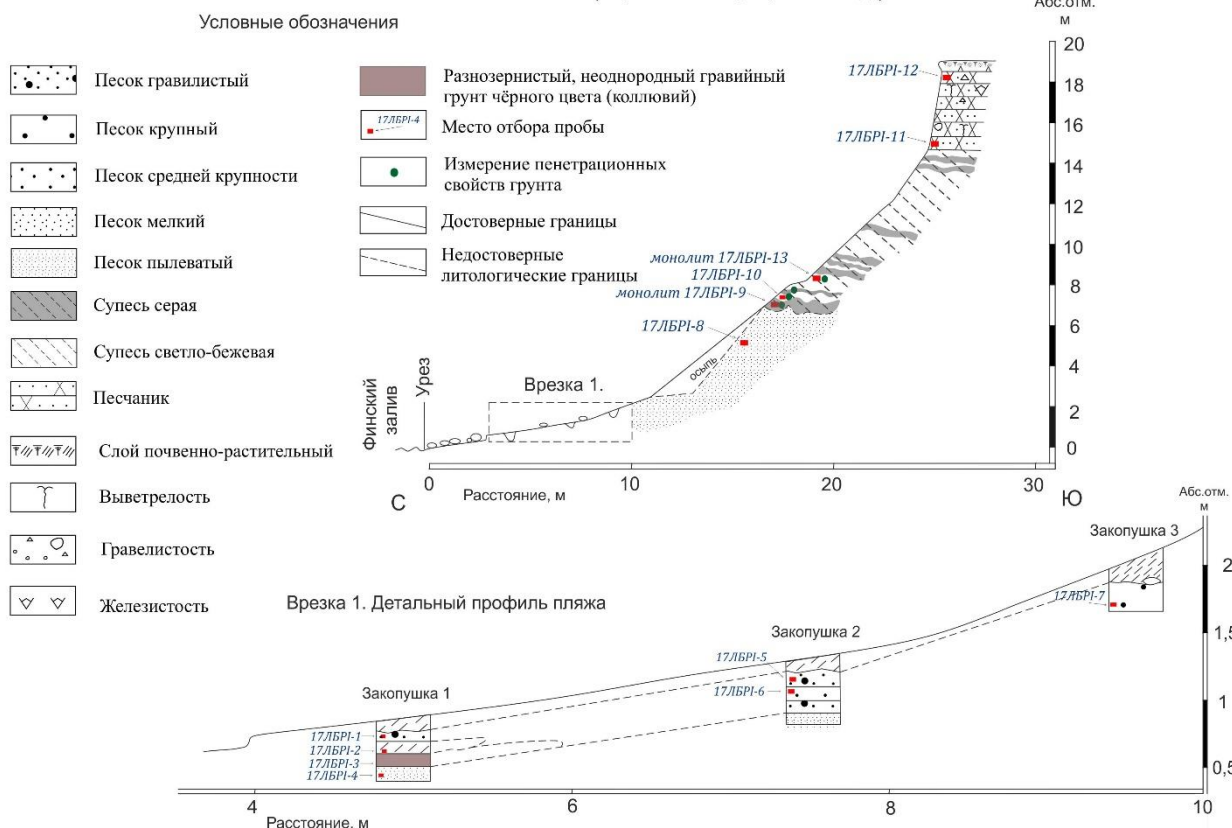 Условные обозначения
Песок гравилистый
Песок крупный
Песок средней крупности
Песок мелкий
Песок пылеватый
Супесь серая
Супесь светло-бежевая
Песчаник
Слой почвенно-растительный
Выветрелость
Гравелистость
Железистость
Разнозернистый, неоднородный гравийный
грунт чёрного цвета (коллювий)
17ЛБРI-4
Место отбора пробы
Измерение пенетрационных
свойств грунта
Достоверные границы
Недостоверные
литологические границы
Абс.отм.
м
20
18
16
14
12
10
8
6
4
2
0
17ЛБРI-12
17ЛБРI-11
монолит 17ЛБРI-13
17ЛБРI-10
монолит 17ЛБРI-9
17ЛБРI-8
осыпь
Врезка 1.
Урез
Финский
залив
0
10
20
30
Расстояние, м
С
Ю
Врезка 1. Детальный профиль пляжа
Абс.отм.
м
2
1,5
1
0,5
Закопушка 3
17ЛБРI-7
Закопушка 2
17ЛБРI-5
17ЛБРI-6
Закопушка 1
17ЛБРI-1
17ЛБРI-2
17ЛБРI-3
17ЛБРI-4
4
6
8
10
Расстояние, м